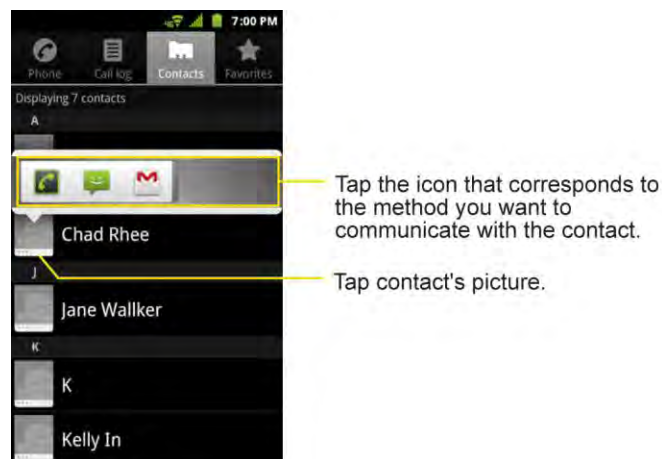 7:00 PM
Phone Call log Contacts Favorites
Displaying 7 contacts
A
Tap the icon that corresponds to
the method you want to
communicate with the contact.
Chad Rhee
Tap contact's picture.
J
Jane Wallker
K
K
Kelly In